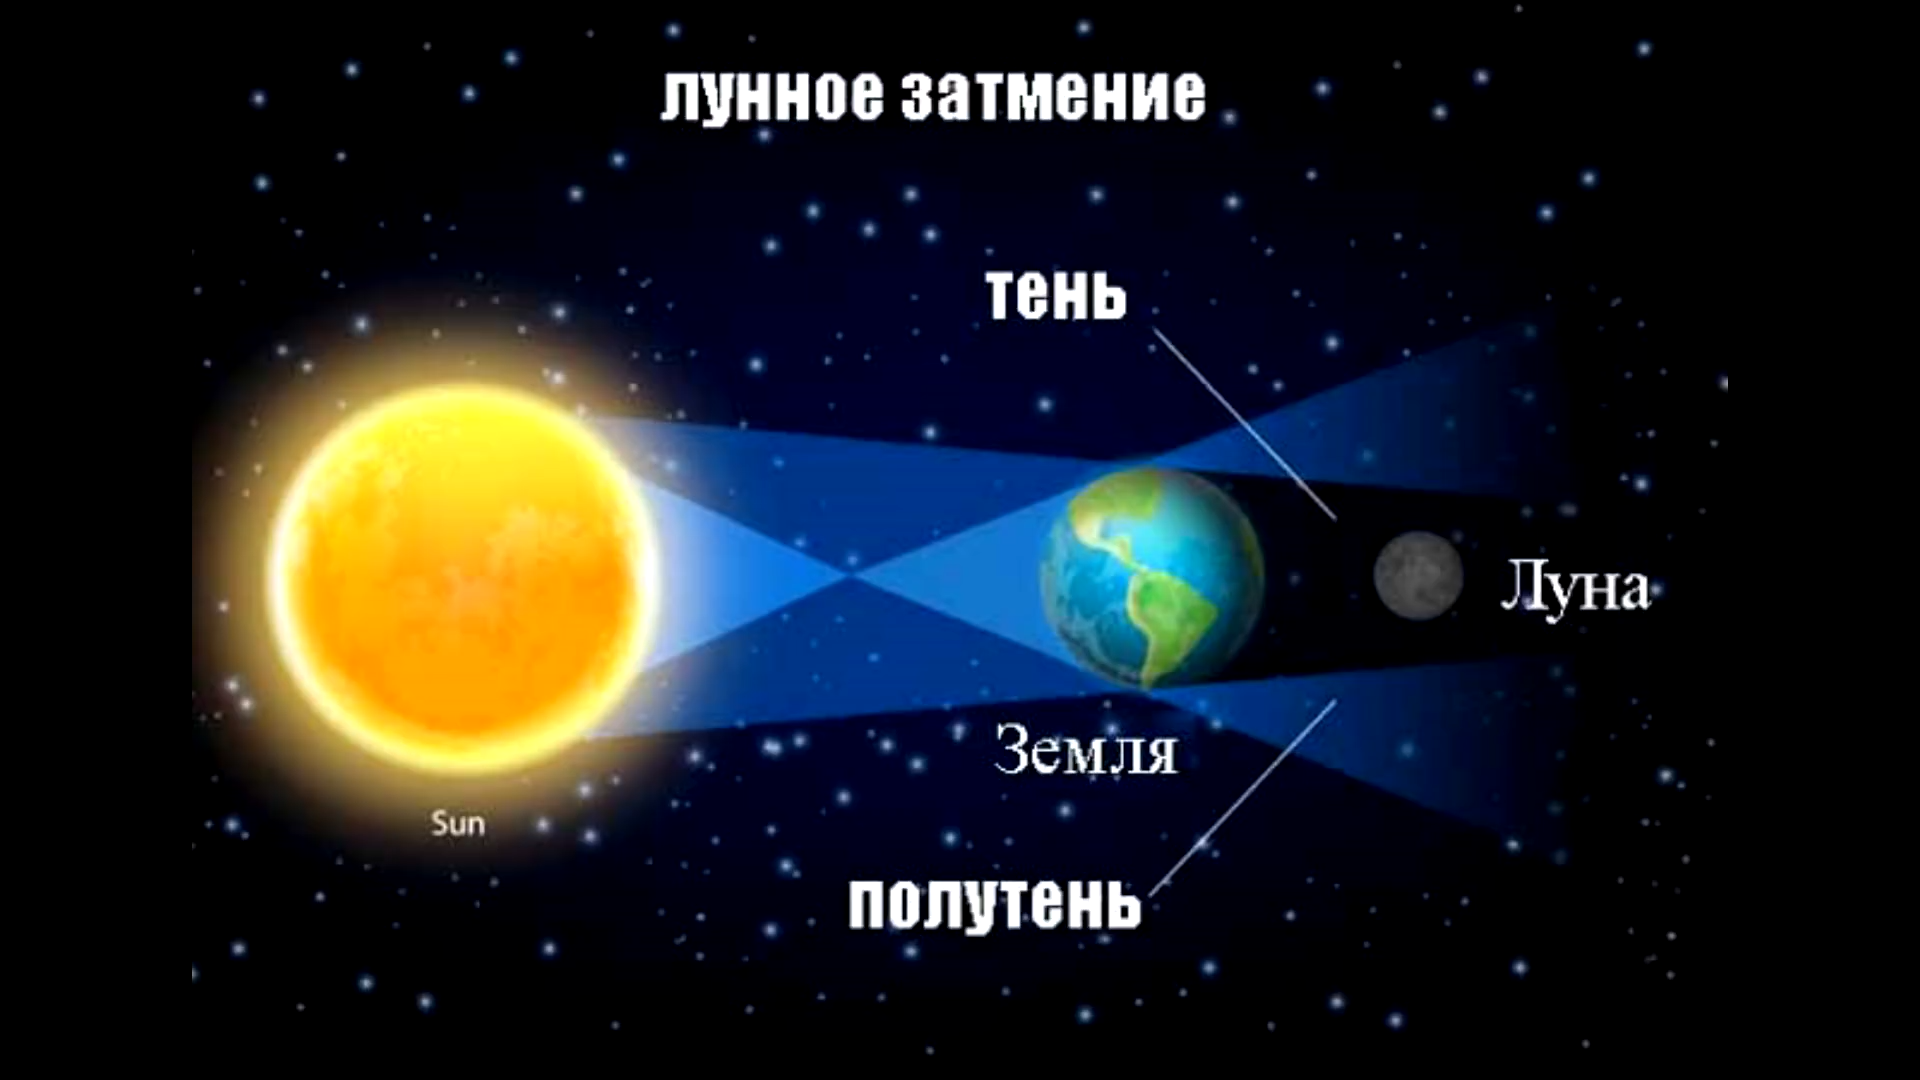 лунное затмение
тень
Луна
Земля
Sun
полутень